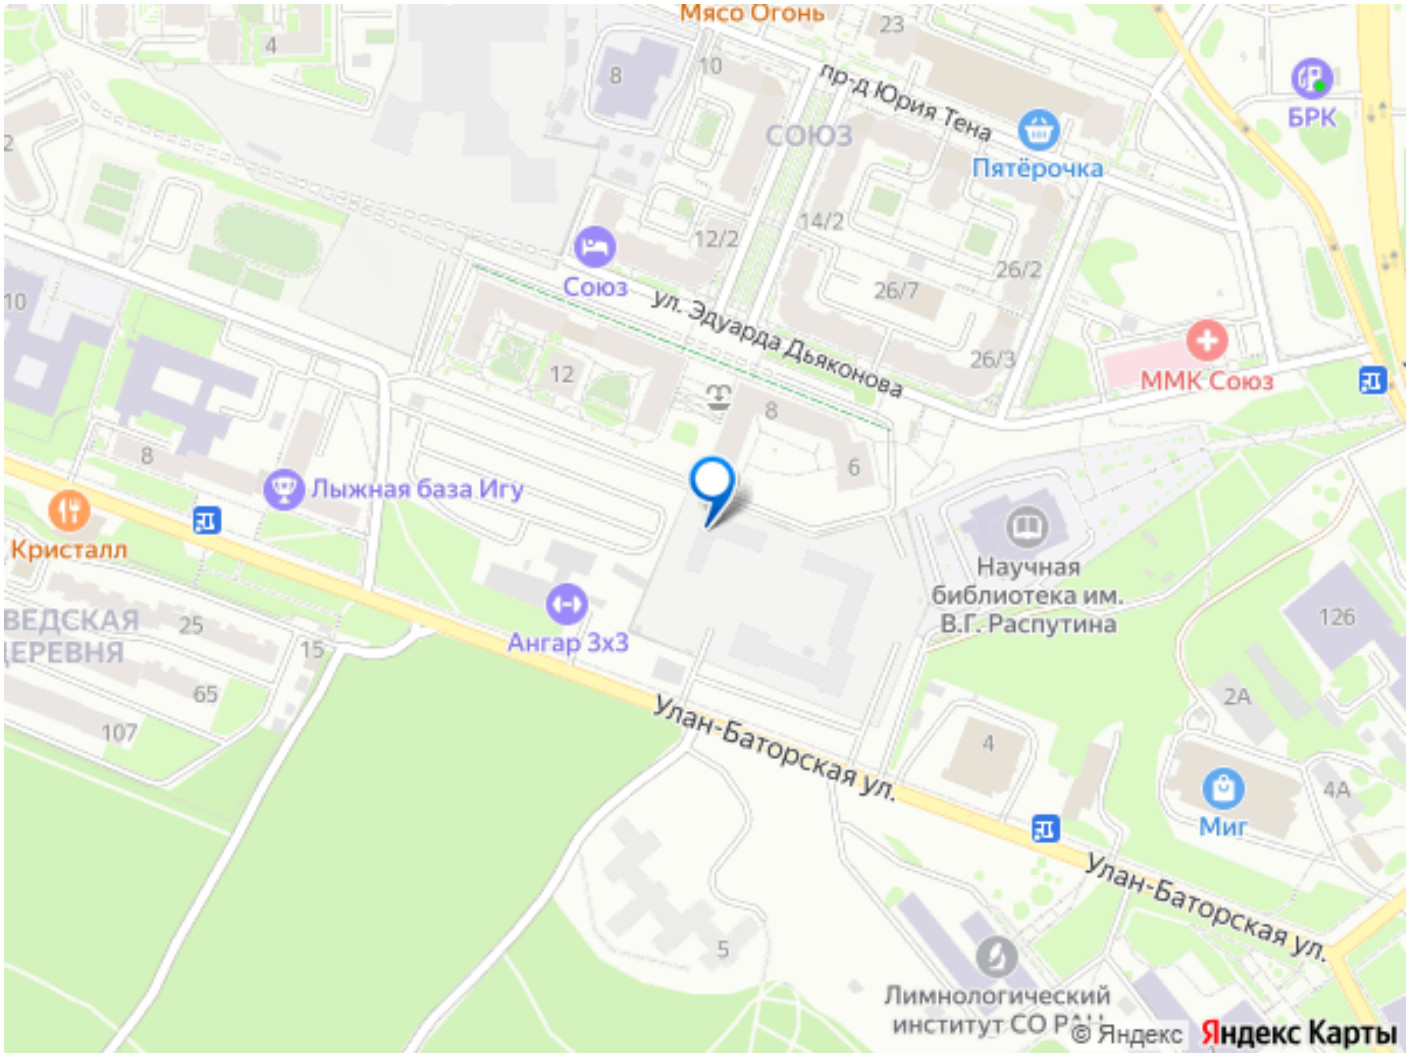 Мясо Огонь
23
4
8
10
пр-д Юрия Тена
БРК
СОЮЗ
Пятёрочка
2
14/2
12/2
26/2
Союз
26/7
10
ул. Эдуарда Дьяконова
26/3
ММК Союз
12
8
8
6
Лыжная база Игу
Кристалл
Научная
библиотека им.
В.Г. Распутина
Ангар 3х3
ВЕДСКАЯ
ДЕРЕВНЯ
25
15
126
65
2А
107
Улан-Баторская ул.
4
4А
Миг
Улан-Баторская ул.
5
Лимнологический
институт СО РАН
© Яндекс Яндекс Карты